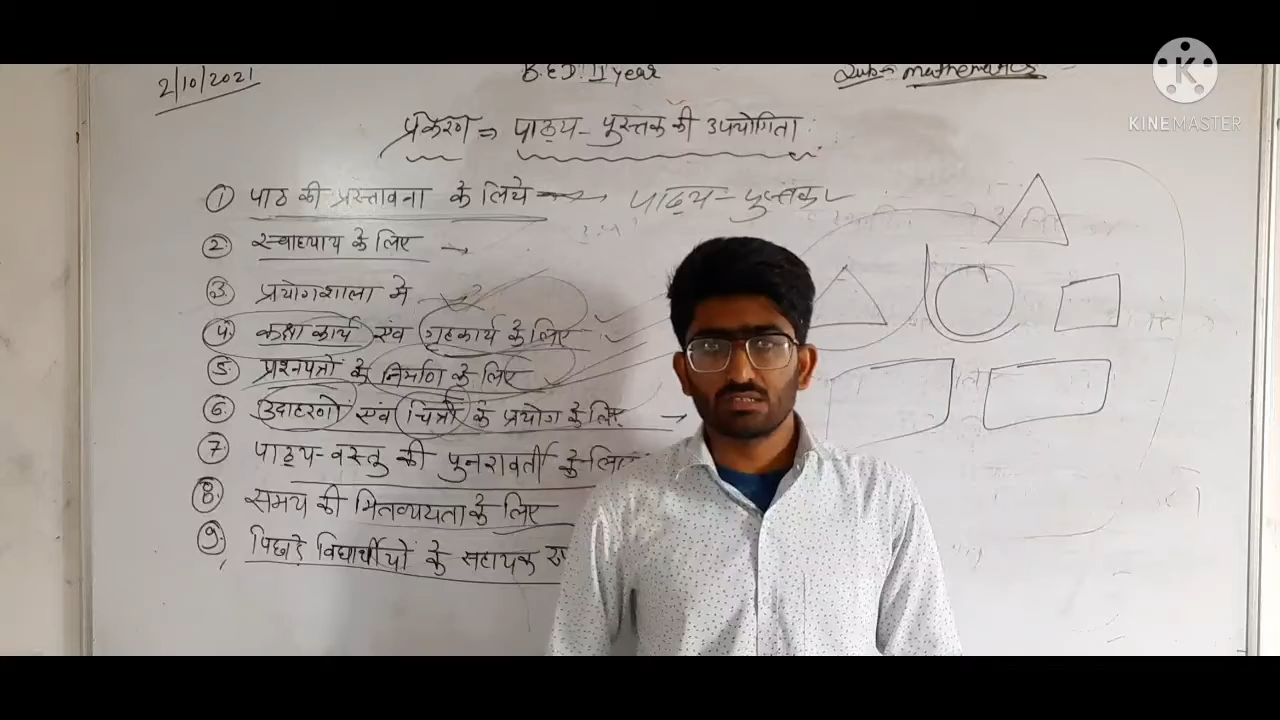 2/10/2021
B.ED. II year
Sub:- mathematics
KINEMASTER
प्रकरण => पाठ्य-पुस्तक की उपयोगिता
① पाठ की प्रस्तावना के लिये → पाठ्य-पुस्तक
② स्वाध्याय के लिए →
③ प्रयोगशाला मे
④ कक्षा कार्य एंव गृहकार्य के लिए
⑤ प्रश्नपत्रों के निर्माण के लिए
⑥ उदाहरणो एंव चित्रों के प्रयोग के लिए →
⑦ पाठ्य-वस्तु की पुनरावर्ती के लिए
⑧ समय की मितव्ययता के लिए
⑨ पिछड़े विद्यार्थीयों के सहायक